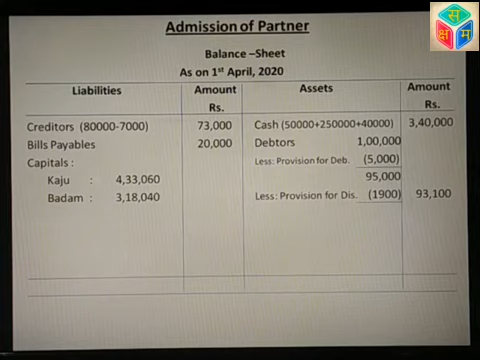 स
क्ष म
Admission of Partner
Balance –Sheet
As on 1st April, 2020
Liabilities Amount Rs. Assets Amount Rs.
Creditors (80000-7000) 73,000 Cash (50000+250000+40000) 3,40,000
Bills Payables 20,000 Debtors 1,00,000
Capitals : Less: Provision for Deb. (5,000)
Kaju : 4,33,060 95,000
Badam : 3,18,040 Less: Provision for Dis. (1900) 93,100